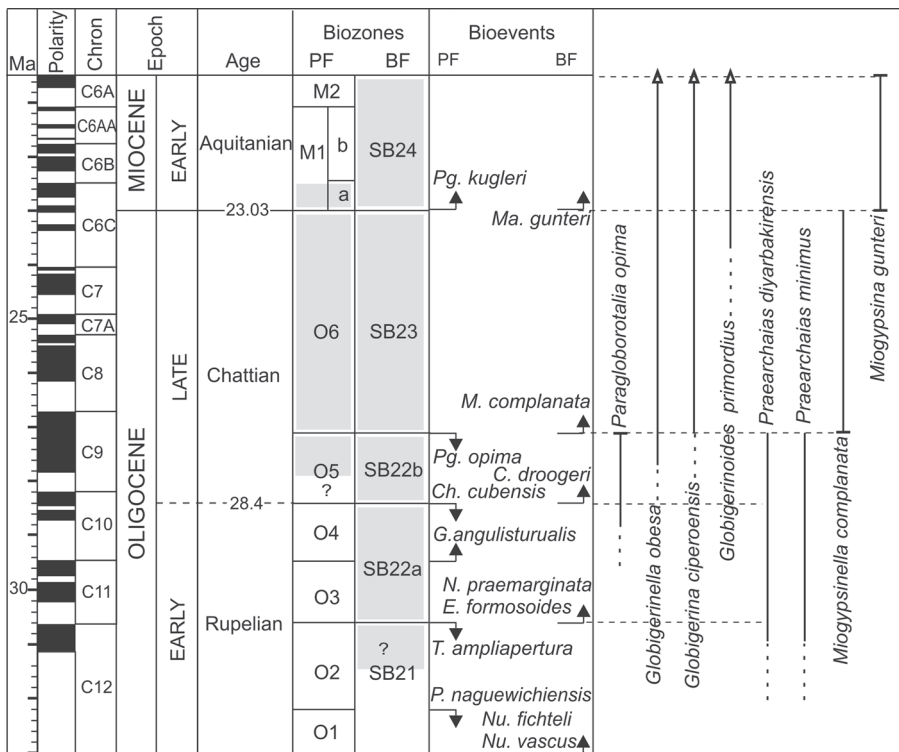 Biozones Bioevents
Ma Polarity Chron Epoch Age PF BF PF BF
C6A
C6AA
C6B
C6C
C7
25
C7A
C8
C9
C10
30
C11
C12
MIOCENE
OLIGOCENE
EARLY
LATE
EARLY
Aquitanian
23.03
Chattian
28.4
Rupelian
M2
M1
b
a
O6
O5
?
O4
O3
O2
O1
SB24
SB23
SB22b
SB22a
?
SB21
Pg. kugleri
Ma. gunteri
M. complanata
Pg. opima
C. droogeri
Ch. cubensis
G.angulisturualis
N. praemarginata
E. formosoides
T. ampliapertura
P. naguewichiensis
Nu. fichteli
Nu. vascus
Paragloborotalia opima
Globigerinella obesa
Globigerina ciperoensis
Globigerinoides primordius
Praearchaias diyarbakirensis
Praearchaias minimus
Miogypsinella complanata
Miogypsina gunteri